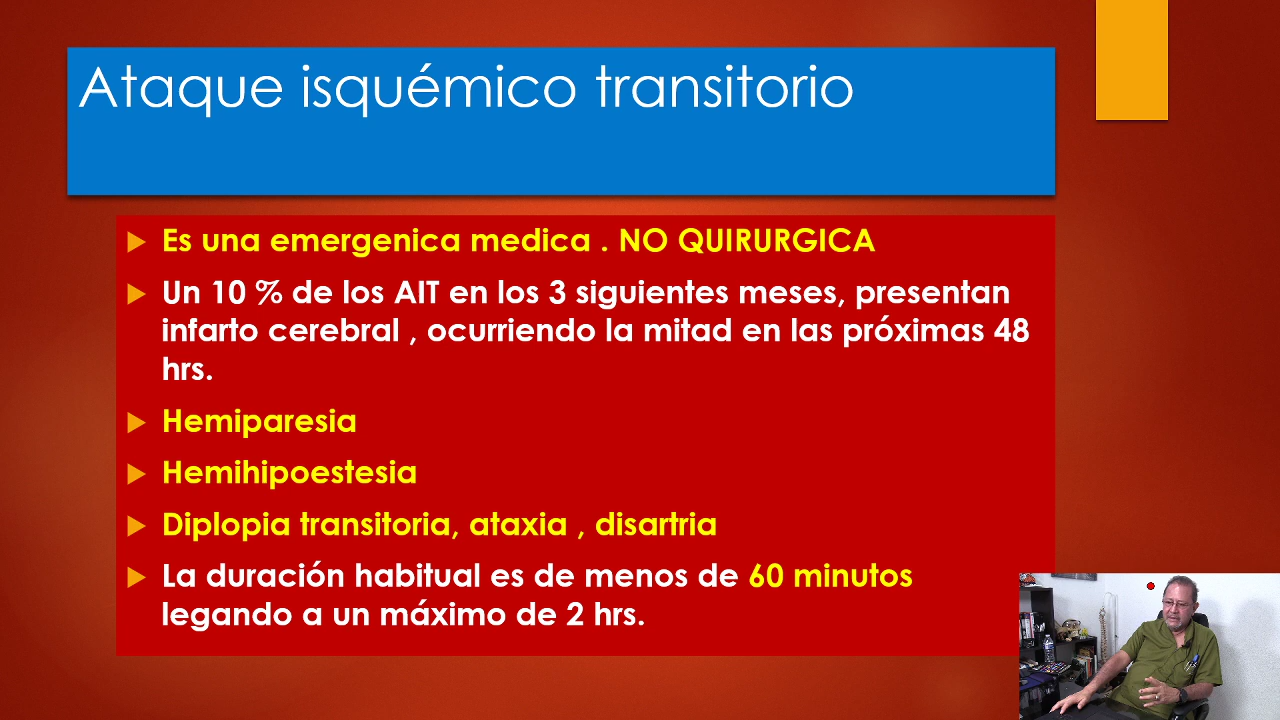 Ataque isquémico transitorio
Es una emergenica medica . NO QUIRURGICA
Un 10 % de los AIT en los 3 siguientes meses, presentan
infarto cerebral , ocurriendo la mitad en las próximas 48
hrs.
Hemiparesia
Hemihipoestesia
Diplopia transitoria, ataxia , disartria
La duración habitual es de menos de 60 minutos
legando a un máximo de 2 hrs.